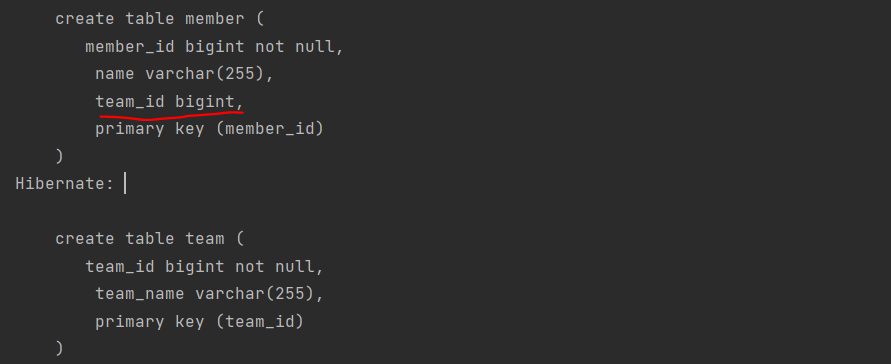 create table member (
member_id bigint not null,
name varchar(255),
team_id bigint,
primary key (member_id)
)
Hibernate:
create table team (
team_id bigint not null,
team_name varchar(255),
primary key (team_id)
)